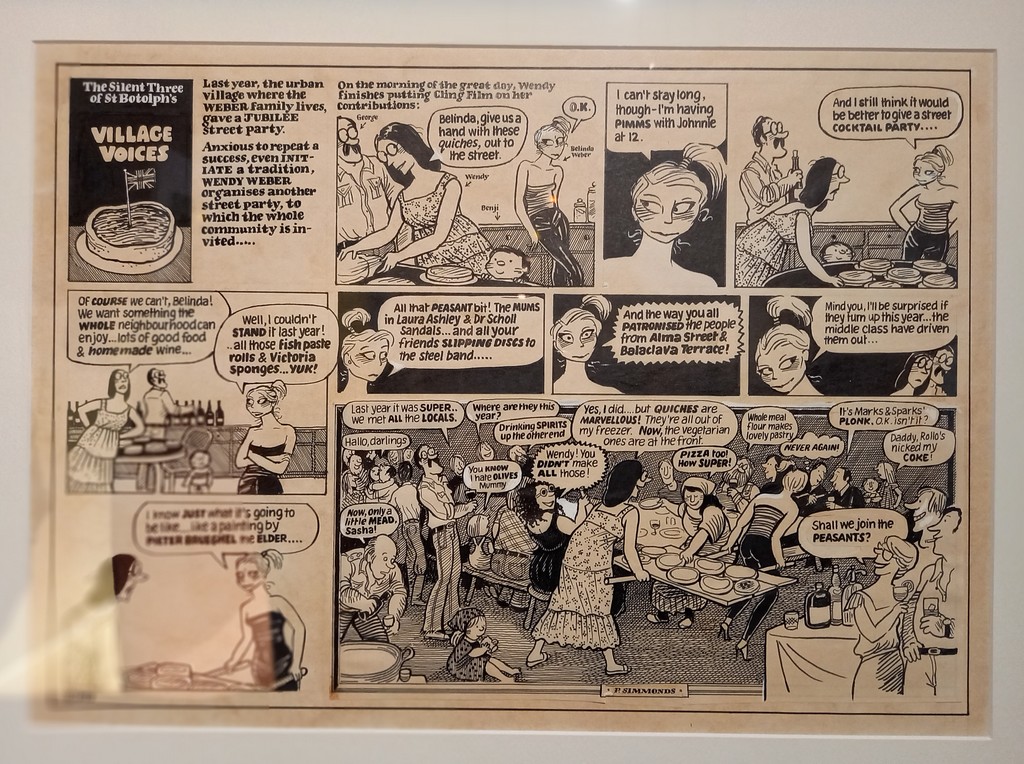 The Silent Three
of St Botolph's
VILLAGE
VOICES
Last year, the urban
village where the
WEBER family lives,
gave a JUBILEE
Street party.
Anxious to repeat a
success, even INIT-
IATE a tradition,
WENDY WEBER
organises another
street party, to
which the whole
community is in-
vited.....
On the morning of the great day, Wendy
finishes putting Cling Film on her
contributions:
George
Belinda, give us a
hand with these
quiches, out to
the street.
O.K.
Belinda
Weber
Wendy
Benji
I can't stay long,
though - I'm having
PIMMS with Johnnie
at 12.
And I still think it would
be better to give a street
COCKTAIL PARTY....
OF COURSE we can't, Belinda!
We want something the
WHOLE neighbourhood can
enjoy...lots of good food
& home made wine...
Well, I couldn't
STAND it last year!
..all those fish paste
rolls & Victoria
sponges...YUK!
All that PEASANT bit! The MUMS
in Laura Ashley & Dr Scholl
Sandals...and all your
friends SLIPPING DISCS to
the steel band.....
And the way you all
PATRONISED the people
from Alma Street &
Balaclava Terrace!
Mind you, I'll be surprised if
they turn up this year...the
middle class have driven
them out...
I know JUST what it's going to
be like... like a painting by
PIETER BRUEGHEL the ELDER....
Last year it was SUPER..
we met ALL the LOCALS.
Where are they this
year?
Drinking SPIRITS
up the other end
Yes, I did....but QUICHES are
MARVELLOUS! They're all out of
my freezer. Now, the vegetarian
ones are at the front.
Whole meal
flour makes
lovely pastry
It's Marks & Sparks'
PLONK. O.K. isn't it?
Hallo, darlings
You KNOW
I hate OLIVES
Mummy
Wendy! You
DIDN'T make
ALL those!
PIZZA too!
How SUPER!
NEVER AGAIN!
Daddy, Rollo's
nicked my
COKE!
Now, only a
little MEAD,
Sasha!
Shall we join the
PEASANTS?
P. SIMMONDS